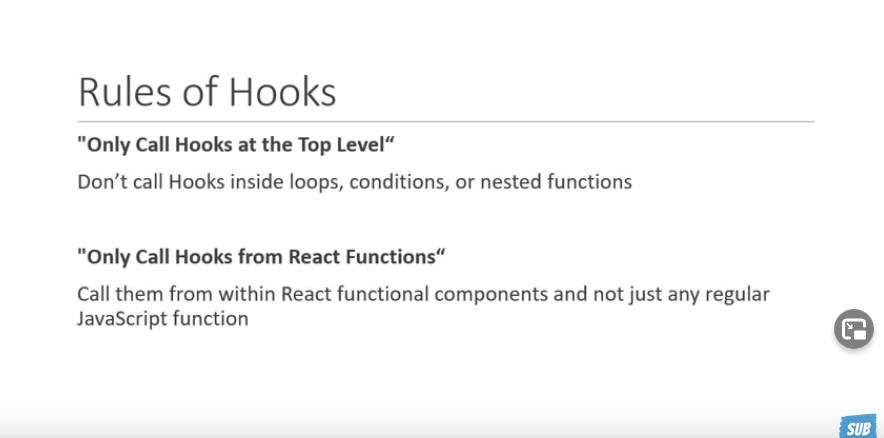 Rules of Hooks
"Only Call Hooks at the Top Level“
Don’t call Hooks inside loops, conditions, or nested functions
"Only Call Hooks from React Functions“
Call them from within React functional components and not just any regular
JavaScript function
SUB